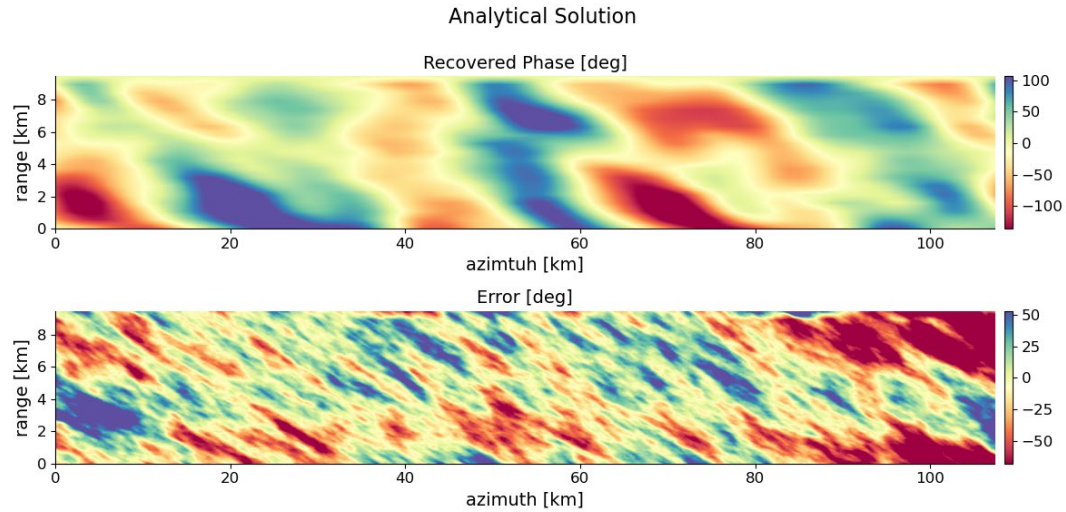 Analytical Solution
Recovered Phase [deg]
range [km]
8
6
4
2
0
0 20 40 60 80 100
azimtuh [km]
100
50
0
−50
−100
Error [deg]
range [km]
8
6
4
2
0
0 20 40 60 80 100
azimuth [km]
50
25
0
−25
−50